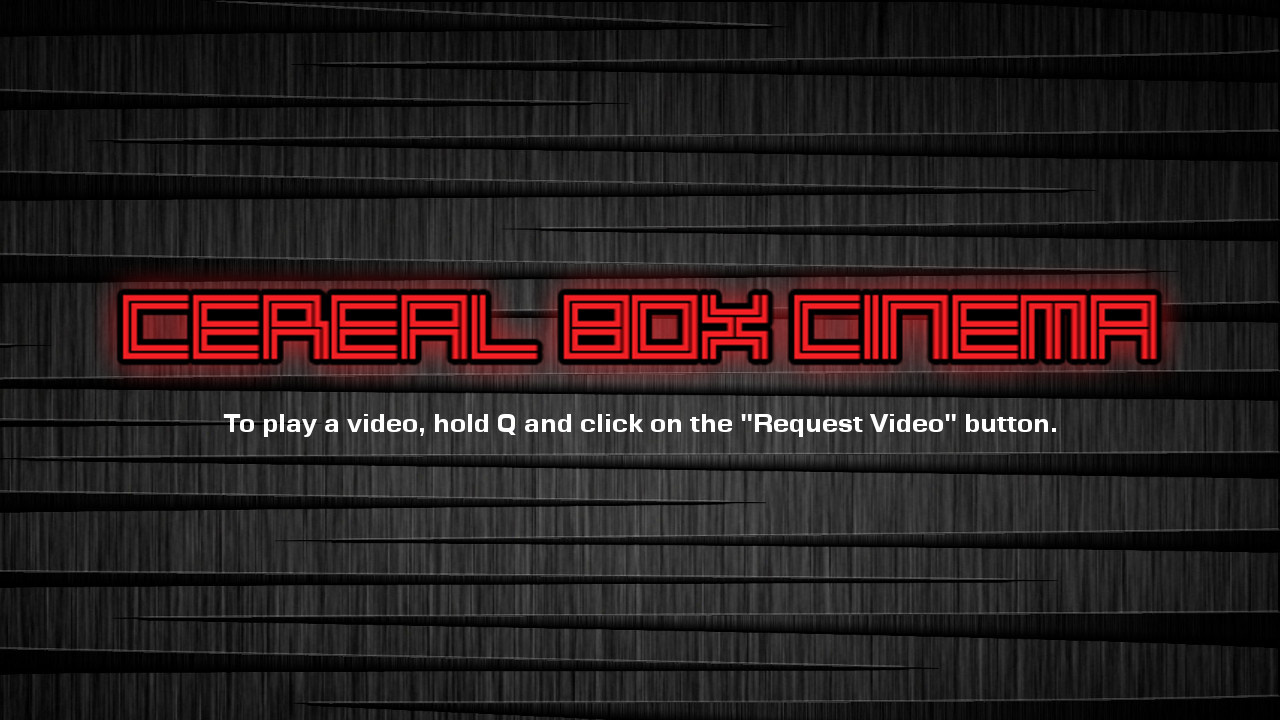 CEREAL BOX CINEMA
To play a video, hold Q and click on the "Request Video" button.